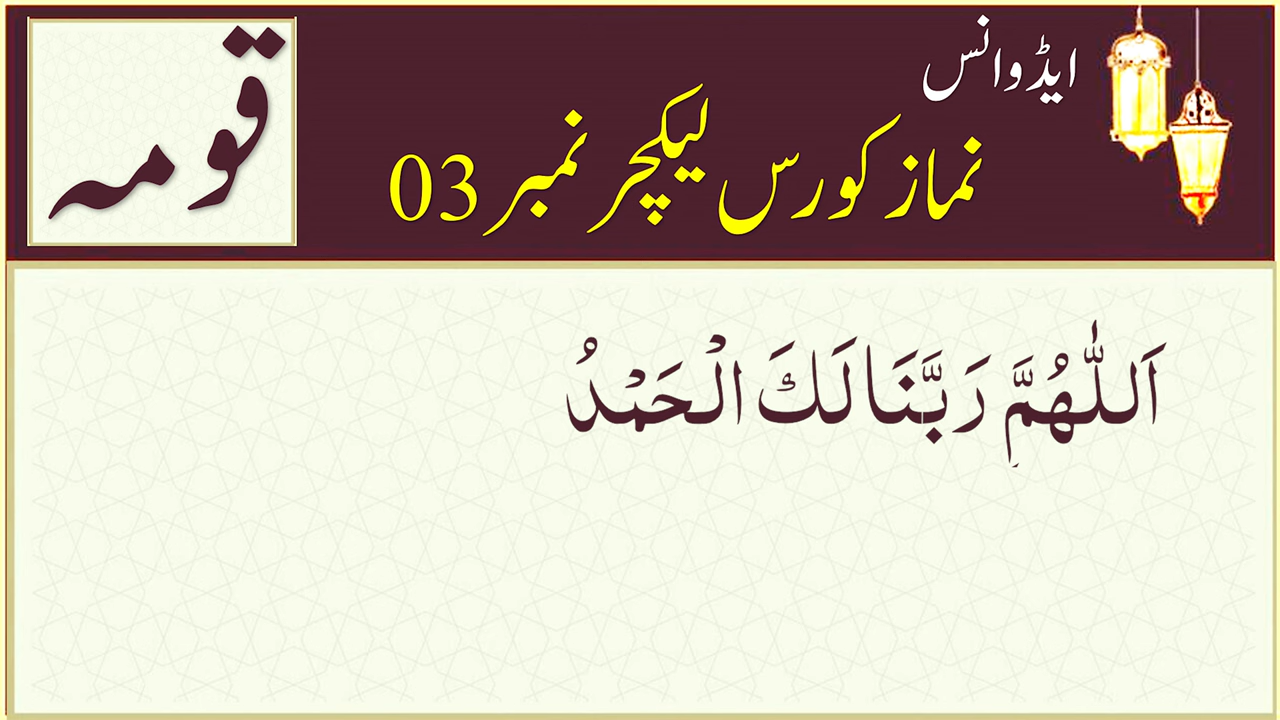 ایڈوانس
نماز کورس لیکچر نمبر 03
قومہ
اَللّٰهُمَّ رَبَّنَا لَكَ الْحَمْدُ